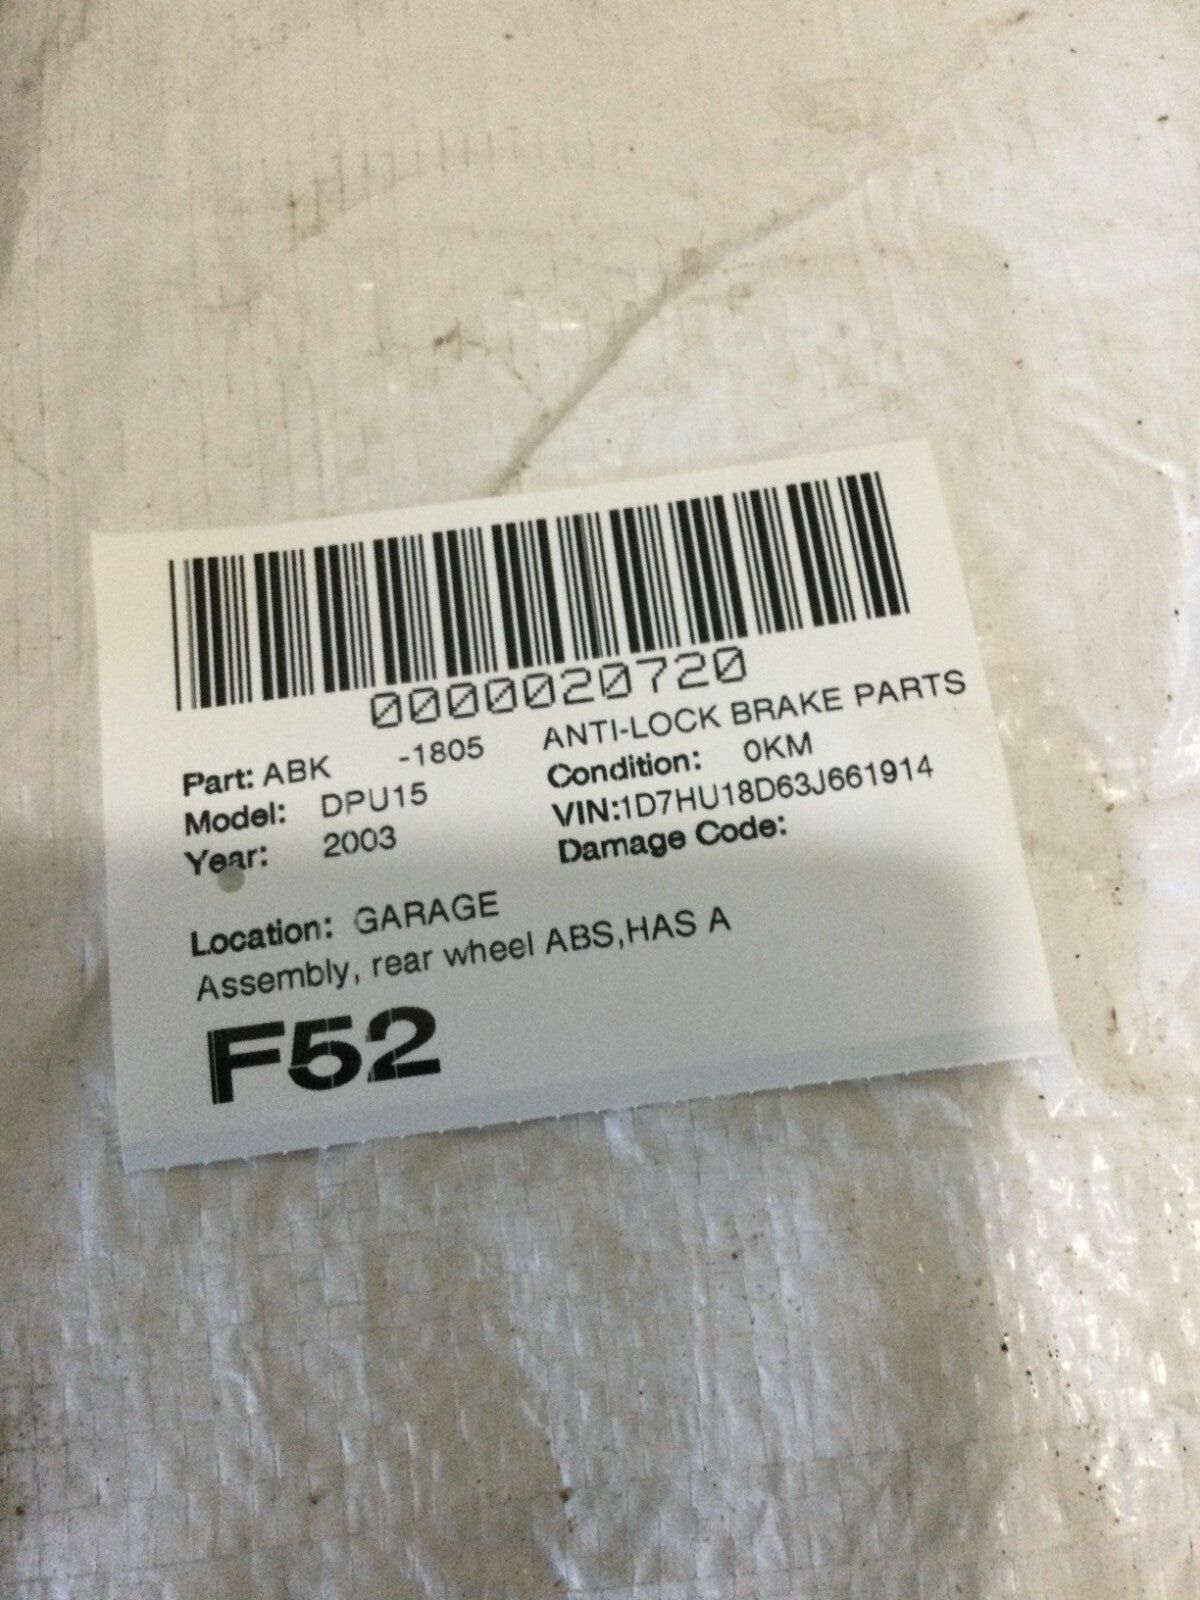 0000020720
Part: ABK -1805 ANTI-LOCK BRAKE PARTS
Model: DPU15 Condition: 0KM
Year: 2003 VIN:1D7HU18D63J661914
Damage Code:
Location: GARAGE
Assembly, rear wheel ABS,HAS A
F52